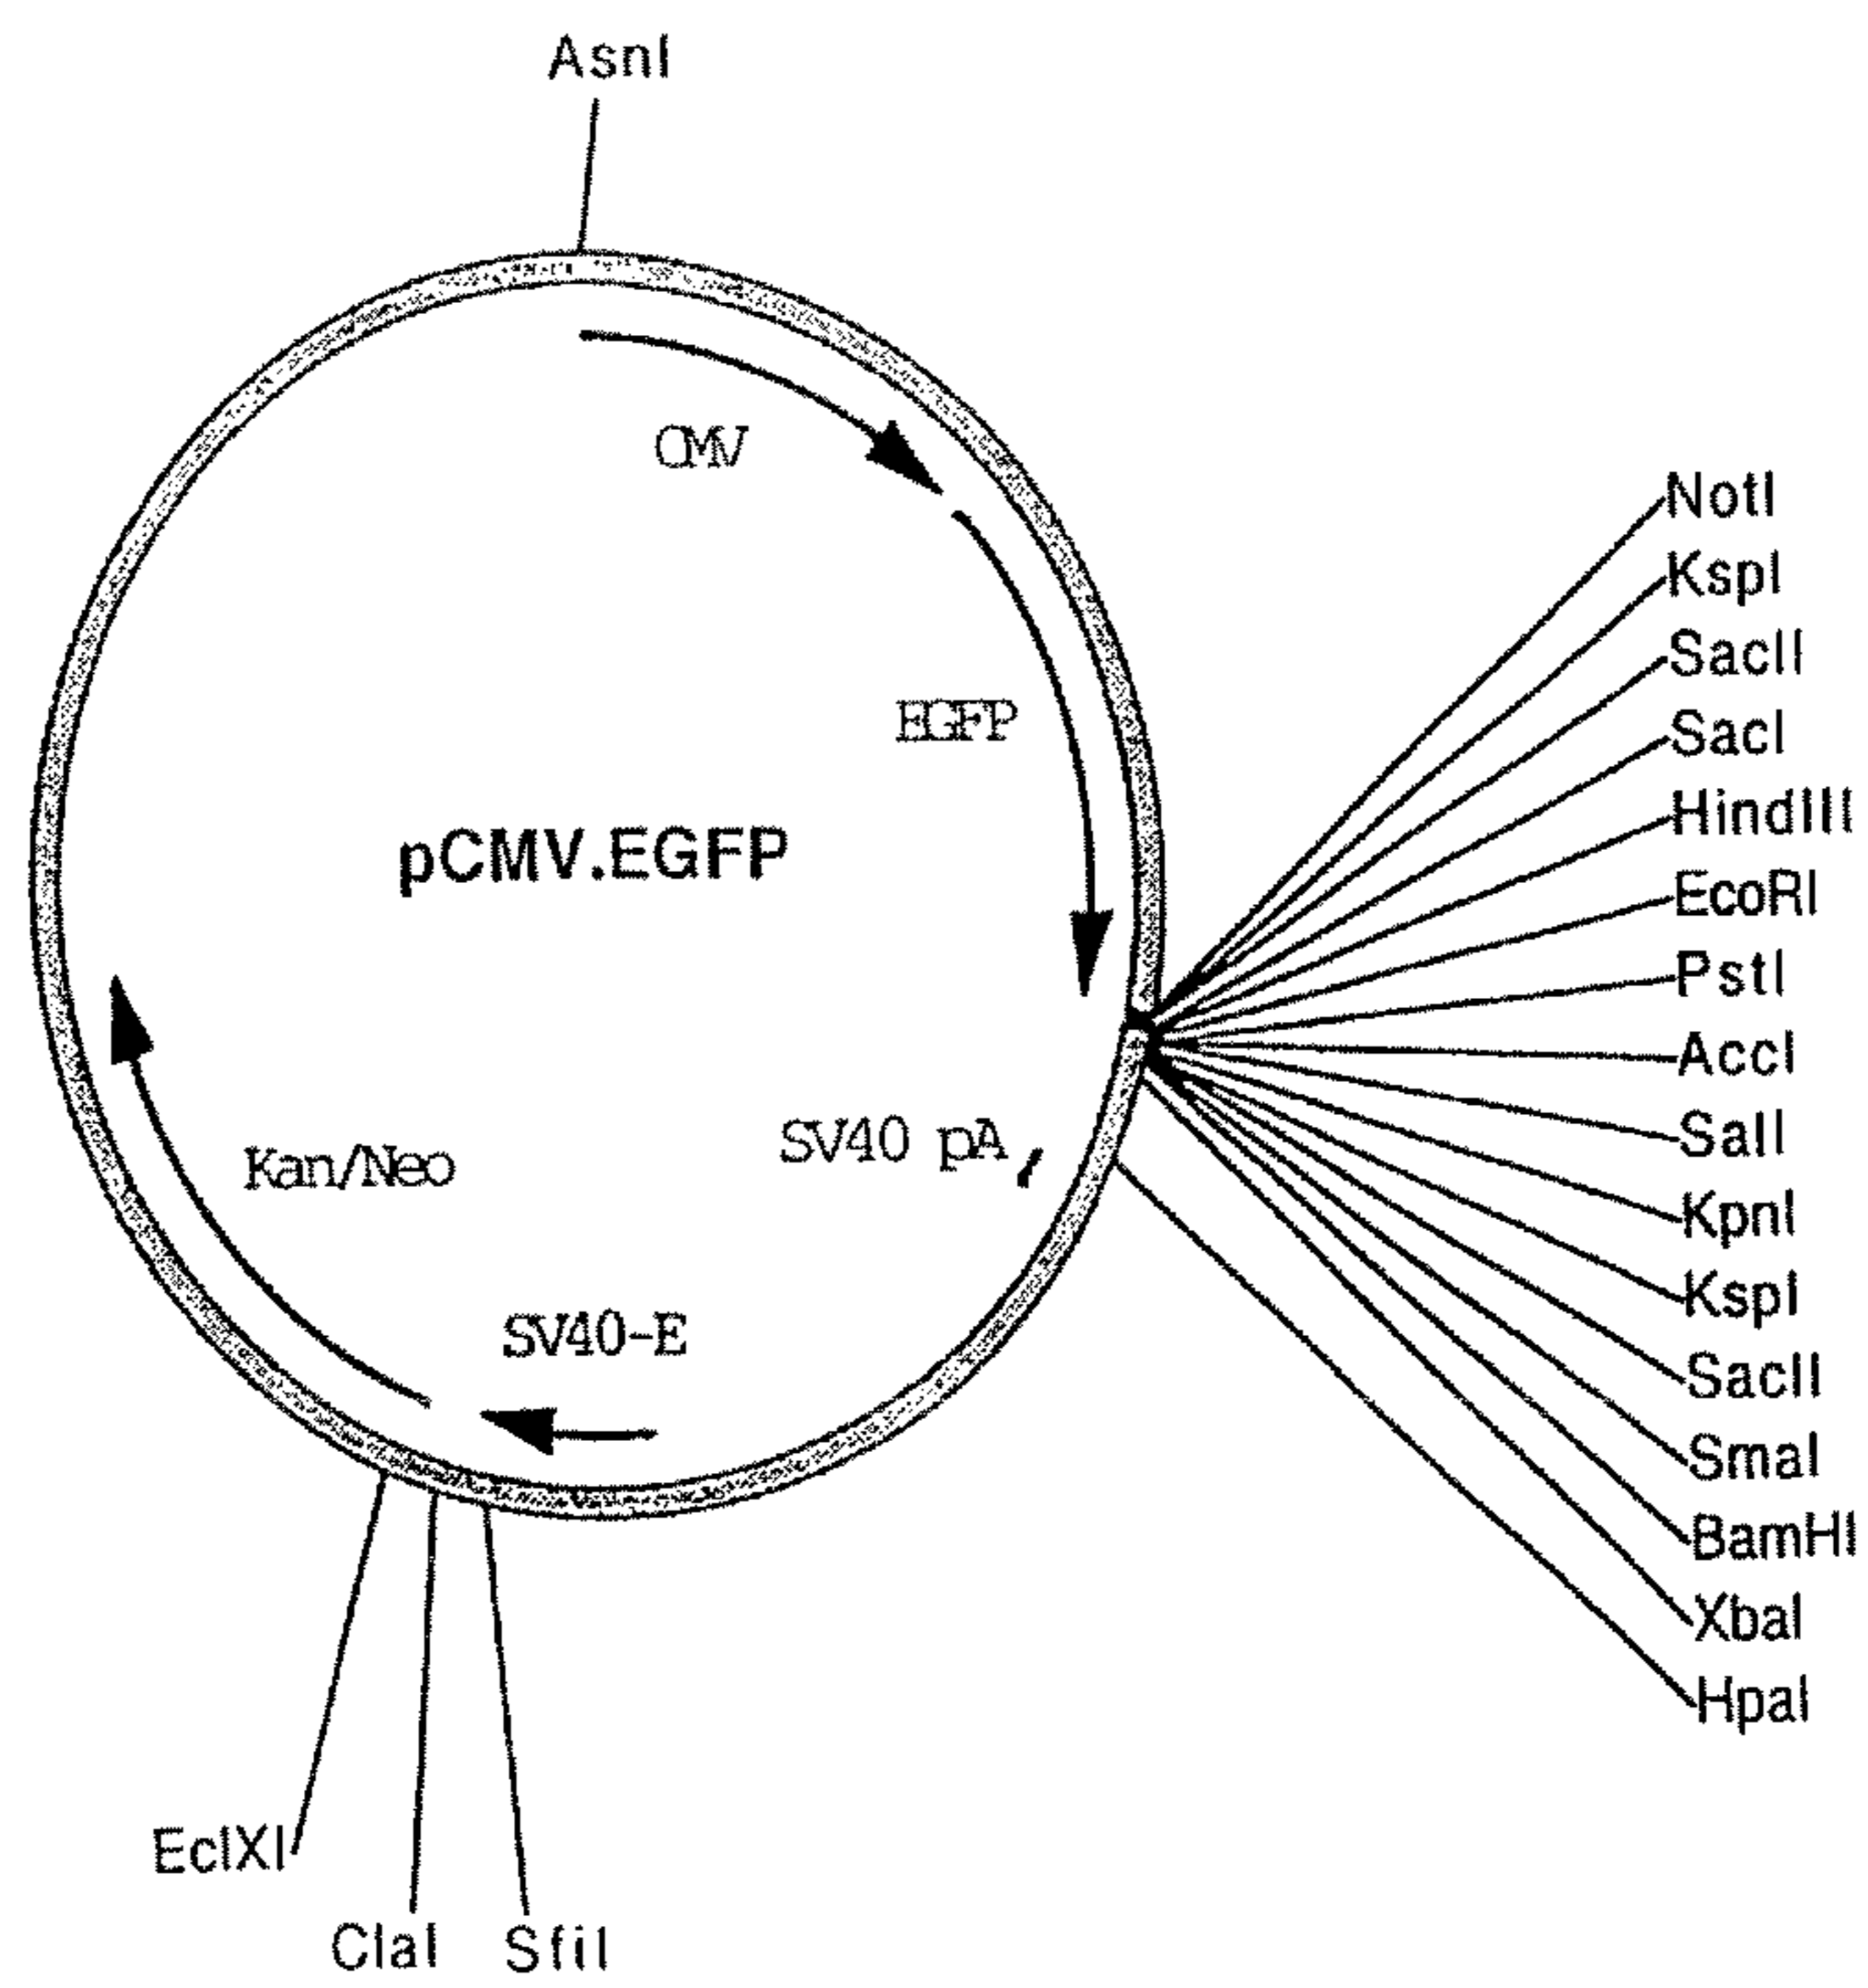 AsnI
CMV
EGFP
pCMV.EGFP
Kan/Neo
SV40 pA
SV40-E
NotI
KspI
SacII
SacI
HindIII
EcoRI
PstI
AccI
SalI
KpnI
KspI
SacII
SmaI
BamHI
XbaI
HpaI
EclXI
ClaI
SfiI